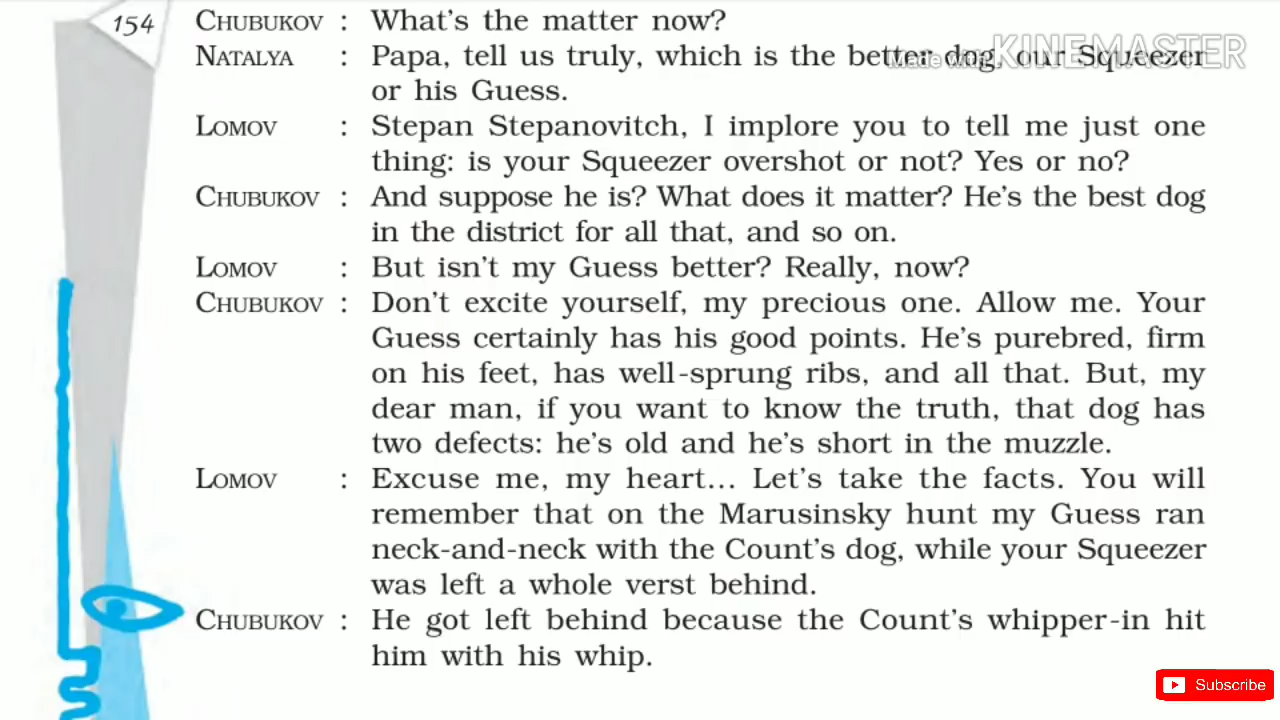 154
CHUBUKOV : What's the matter now?
NATALYA : Papa, tell us truly, which is the better dog, our Squeezer
or his Guess.
LOMOV : Stepan Stepanovitch, I implore you to tell me just one
thing: is your Squeezer overshot or not? Yes or no?
CHUBUKOV : And suppose he is? What does it matter? He's the best dog
in the district for all that, and so on.
LOMOV : But isn't my Guess better? Really, now?
CHUBUKOV : Don't excite yourself, my precious one. Allow me. Your
Guess certainly has his good points. He's purebred, firm
on his feet, has well-sprung ribs, and all that. But, my
dear man, if you want to know the truth, that dog has
two defects: he's old and he's short in the muzzle.
LOMOV : Excuse me, my heart... Let's take the facts. You will
remember that on the Marusinsky hunt my Guess ran
neck-and-neck with the Count's dog, while your Squeezer
was left a whole verst behind.
CHUBUKOV : He got left behind because the Count's whipper-in hit
him with his whip.
Made with KINEMASTER
Subscribe